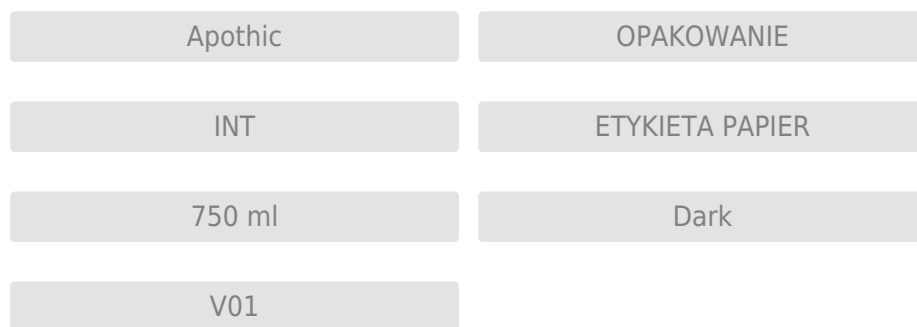 Apothic
OPAKOWANIE
INT
ETYKIETA PAPIER
750 ml
Dark
V01